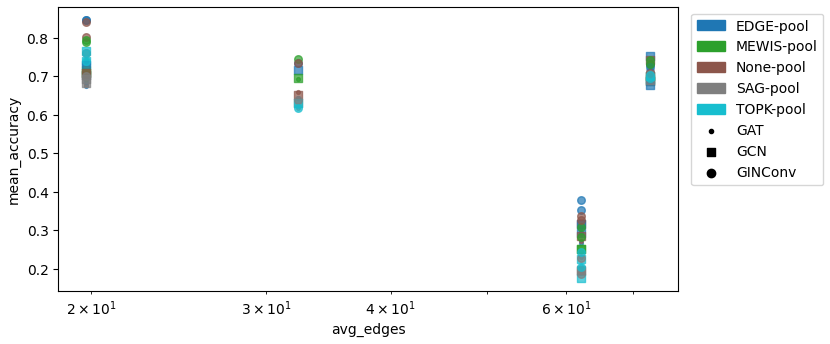 mean_accuracy
0.8
0.7
0.6
0.5
0.4
0.3
0.2
2 × 10¹
3 × 10¹
4 × 10¹
6 × 10¹
avg_edges
EDGE-pool
MEWIS-pool
None-pool
SAG-pool
TOPK-pool
GAT
GCN
GINConv